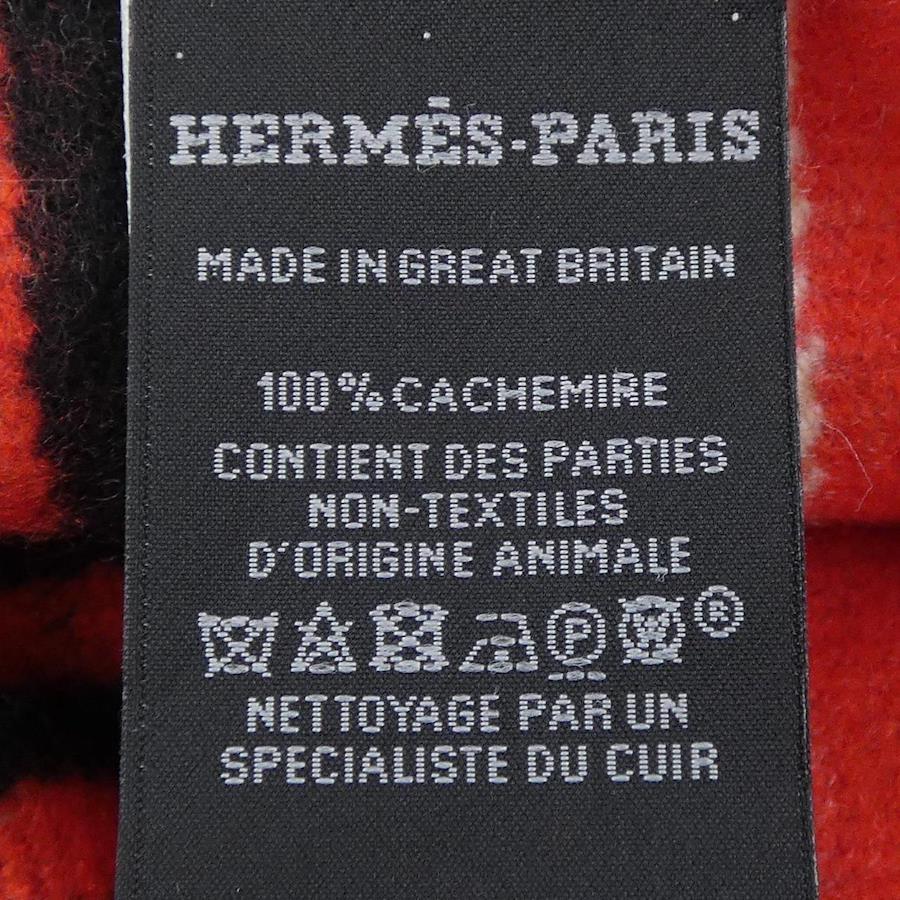 HERMÈS-PARIS
MADE IN GREAT BRITAIN
100% CACHEMIRE
CONTIENT DES PARTIES
NON-TEXTILES
D'ORIGINE ANIMALE
P W ®
NETTOYAGE PAR UN
SPECIALISTE DU CUIR